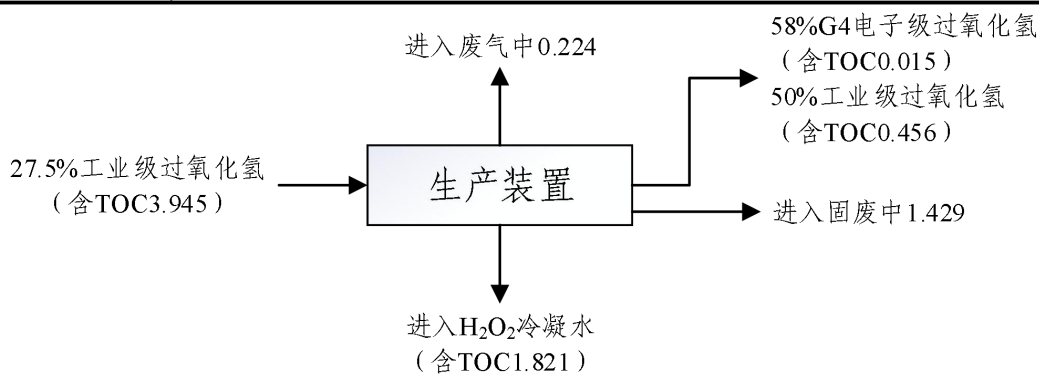 进入废气中0.224
58%G4电子级过氧化氢
（含TOC0.015）
50%工业级过氧化氢
（含TOC0.456）
27.5%工业级过氧化氢
（含TOC3.945）
生产装置
进入固废中1.429
进入H₂O₂冷凝水
（含TOC1.821）